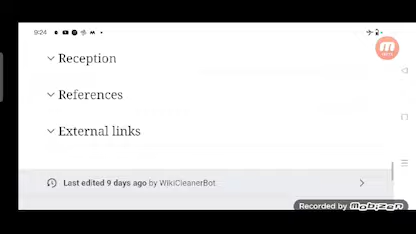 9:24
Reception
References
External links
Last edited 9 days ago by WikiCleanerBot
Recorded by Mobizen